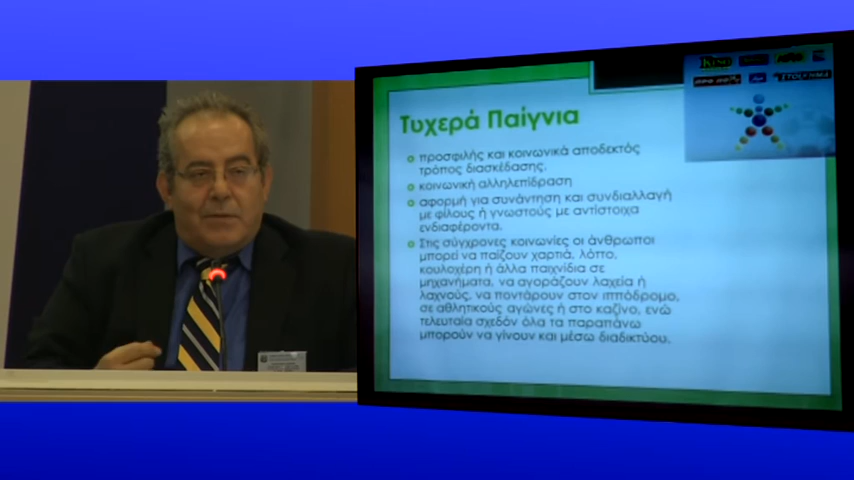 Τυχερά Παίγνια
προσφιλής και κοινωνικά αποδεκτός
τρόπος διασκέδασης.
κοινωνική αλληλεπίδραση
αφορμή για συνάντηση και συνδιαλλαγή
με φίλους ή γνωστούς με αντίστοιχα
ενδιαφέροντα.
Στις σύγχρονες κοινωνίες οι άνθρωποι
μπορεί να παίζουν χαρτιά, λόττο,
κουλοχέρη ή άλλα παιχνίδια σε
μηχανήματα, να αγοράζουν λαχεία ή
λαχνούς, να ποντάρουν στον ιππόδρομο,
σε αθλητικούς αγώνες ή στο καζίνο, ενώ
τελευταία σχεδόν όλα τα παραπάνω
μπορούν να γίνουν και μέσω διαδικτύου.